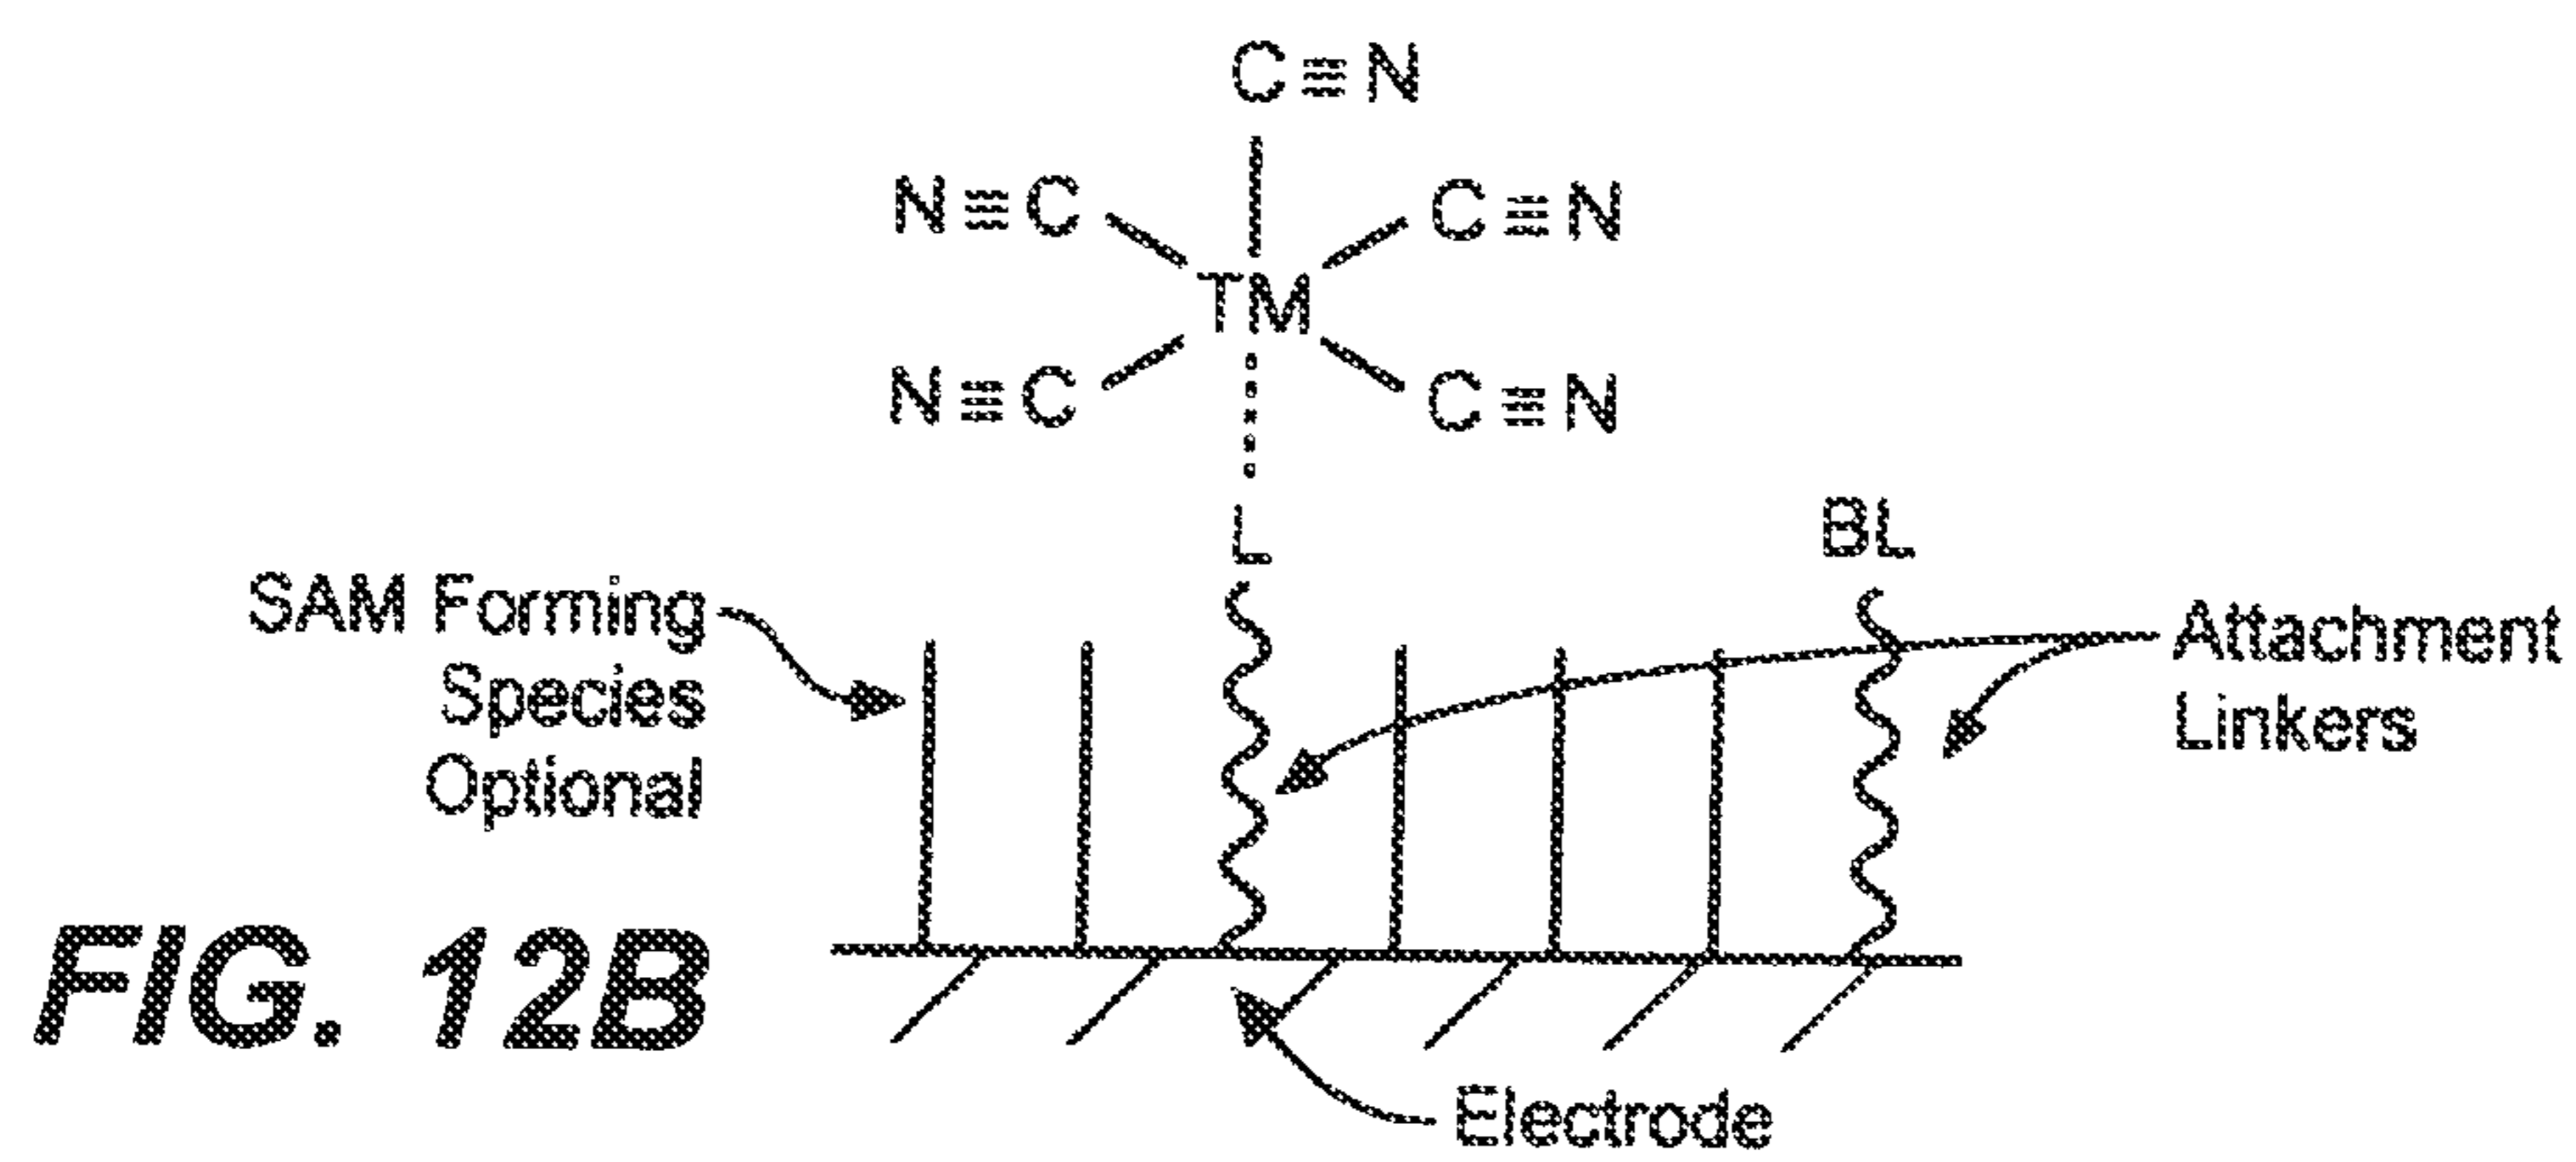 C≡N
N≡C C≡N
TM
N≡C C≡N
L
BL
SAM Forming
Species
Optional
Attachment
Linkers
FIG. 12B
Electrode